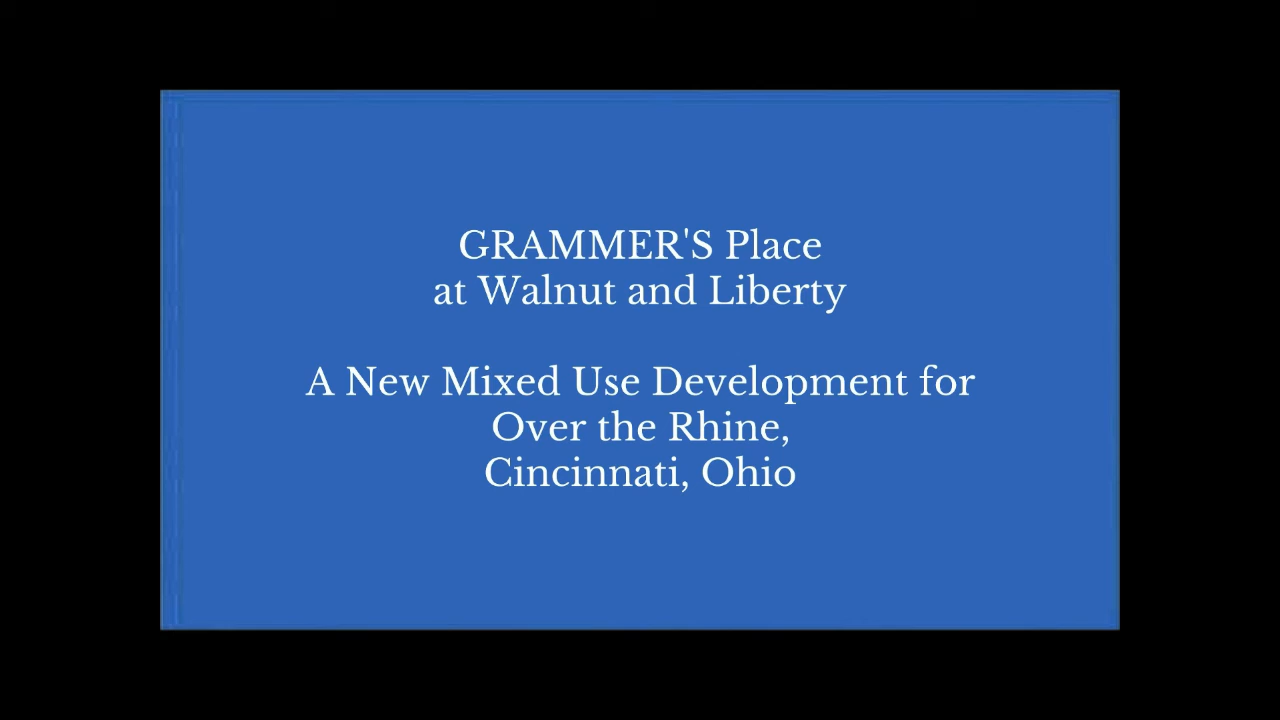 GRAMMER'S Place
at Walnut and Liberty
A New Mixed Use Development for
Over the Rhine,
Cincinnati, Ohio